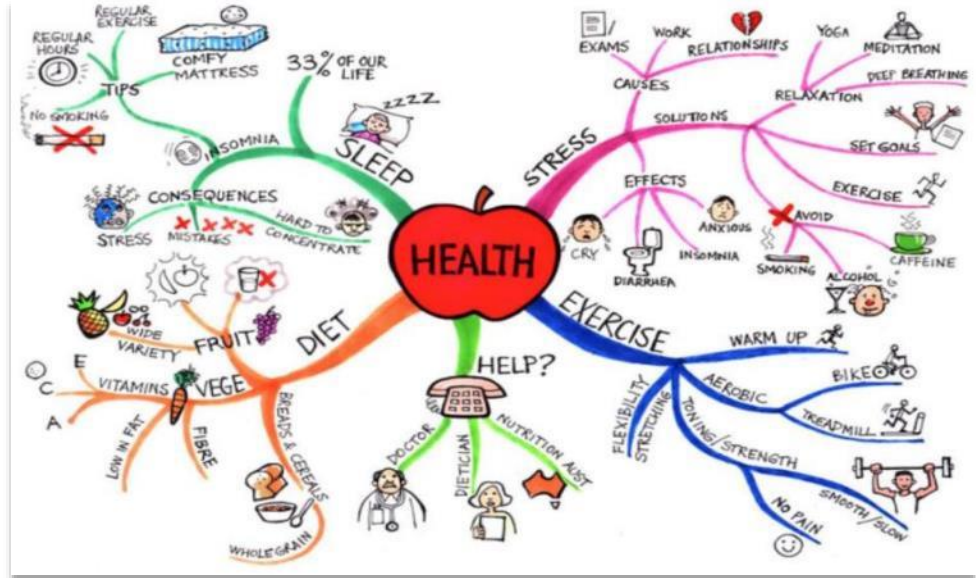 HEALTH
SLEEP
33% OF OUR
LIFE
ZZZZ
INSOMNIA
TIPS
REGULAR
EXERCISE
REGULAR
HOURS
COMFY
MATTRESS
NO SMOKING
CONSEQUENCES
STRESS
MISTAKES
HARD TO
CONCENTRATE
STRESS
CAUSES
EXAMS
WORK
RELATIONSHIPS
SOLUTIONS
RELAXATION
YOGA
MEDITATION
DEEP BREATHING
SET GOALS
EXERCISE
AVOID
SMOKING
ALCOHOL
CAFFEINE
EFFECTS
CRY
DIARRHEA
INSOMNIA
ANXIOUS
EXERCISE
WARM UP
AEROBIC
BIKE
TREADMILL
TONING/STRENGTH
SMOOTH/SLOW
NO PAIN
FLEXIBILITY
STRETCHING
HELP?
DOCTOR
DIETICIAN
NUTRITION AUST
DIET
FRUIT
WIDE
VARIETY
VEGE
VITAMINS
E
C
A
LOW IN FAT
FIBRE
BREADS & CEREALS
WHOLEGRAIN